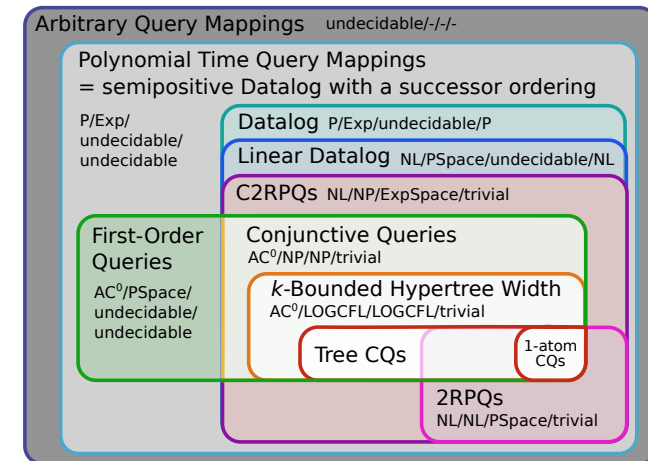 Arbitrary Query Mappings undecidable/-/-/-
Polynomial Time Query Mappings
= semipositive Datalog with a successor ordering
P/Exp/
undecidable/
undecidable
Datalog P/Exp/undecidable/P
Linear Datalog NL/PSpace/undecidable/NL
C2RPQs NL/NP/ExpSpace/trivial
First-Order
Queries
AC⁰/PSpace/
undecidable/
undecidable
Conjunctive Queries
AC⁰/NP/NP/trivial
k-Bounded Hypertree Width
AC⁰/LOGCFL/LOGCFL/trivial
Tree CQs
1-atom
CQs
2RPQs
NL/NL/PSpace/trivial